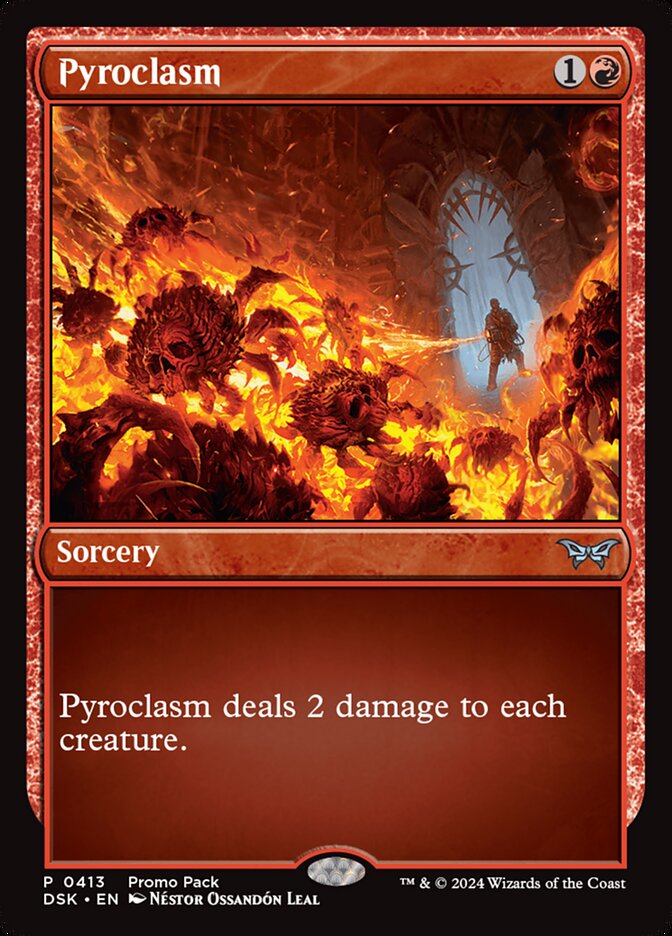 Pyroclasm 1
Sorcery
Pyroclasm deals 2 damage to each
creature.
P 0413 Promo Pack
DSK • EN Néstor Ossandón Leal
™ & © 2024 Wizards of the Coast